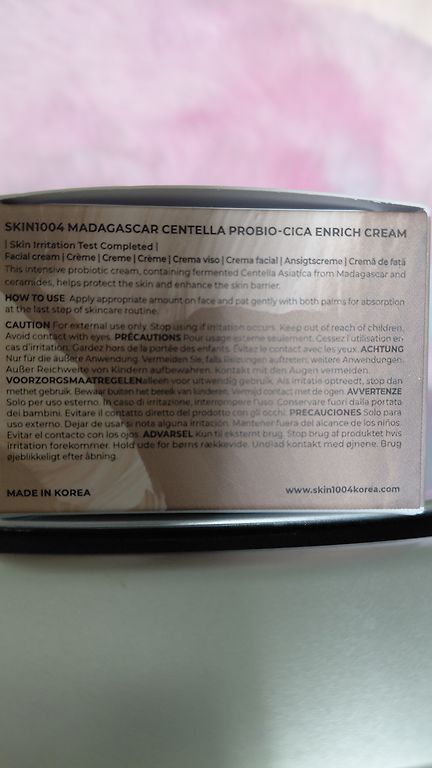 SKIN1004 MADAGASCAR CENTELLA PROBIO-CICA ENRICH CREAM
| Skin Irritation Test Completed |
Facial cream | Crème | Creme | Crème | Crema viso | Crema facial | Ansigtscreme | Cremă de față
This intensive probiotic cream, containing fermented Centella Asiatica from Madagascar and
ceramides, helps protect the skin and enhance the skin barrier.
HOW TO USE Apply appropriate amount on face and pat gently with both palms for absorption
at the last step of skincare routine.
CAUTION For external use only. Stop using if irritation occurs. Keep out of reach of children.
Avoid contact with eyes. PRÉCAUTIONS Pour usage externe seulement. Cessez l'utilisation en
cas d'irritation. Gardez hors de la portée des enfants. Évitez le contact avec les yeux. ACHTUNG
Nur für die äußere Anwendung. Vermeiden Sie, falls Reizungen auftreten, weitere Anwendungen.
Außer Reichweite von Kindern aufbewahren. Kontakt mit den Augen vermeiden.
VOORZORGSMAATREGELEN alleen voor uitwendig gebruik. Als irritatie optreedt, stop dan
met het gebruik. Bewaar buiten het bereik van kinderen. Vermijd contact met de ogen. AVVERTENZE
Solo per uso esterno. In caso di irritazione, interrompere l'uso. Conservare fuori dalla portata
dei bambini. Evitare il contatto diretto del prodotto con gli occhi. PRECAUCIONES Solo para
uso externo. Dejar de usar si nota alguna irritación. Mantener fuera del alcance de los niños.
Evitar el contacto con los ojos. ADVARSEL Kun til eksternt brug. Stop brug af produktet hvis
irritation forekommer. Hold ude for børns rækkevide. Undlad kontakt med øjnene. Brug
øjeblikkeligt efter åbning.
MADE IN KOREA
www.skin1004korea.com